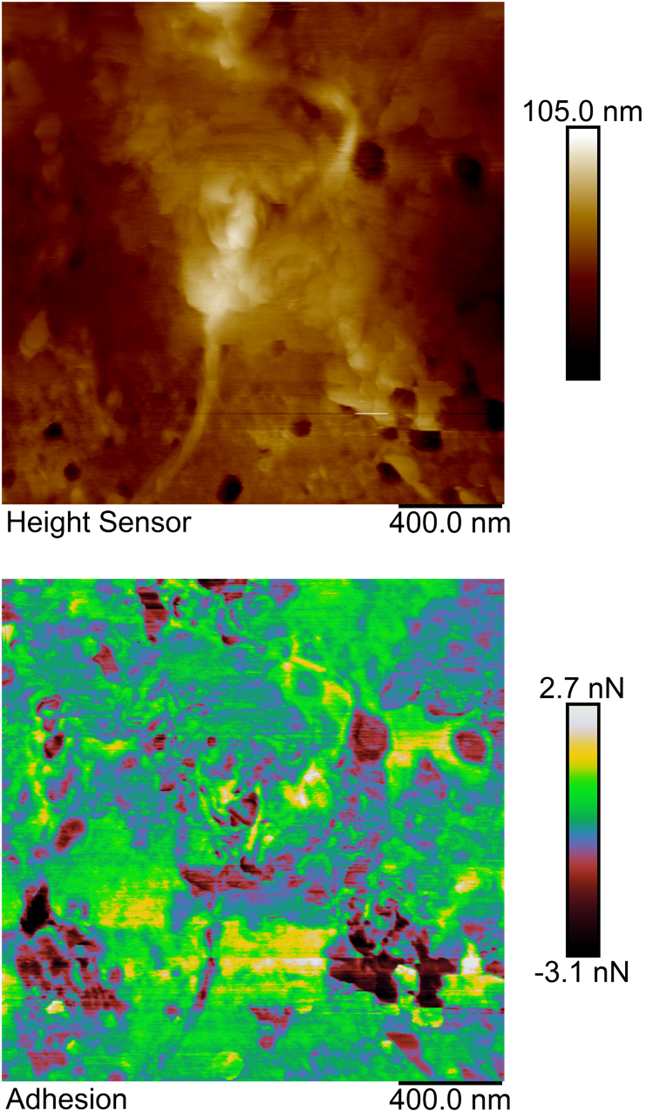 105.0 nm
Height Sensor
400.0 nm
2.7 nN
-3.1 nN
Adhesion
400.0 nm